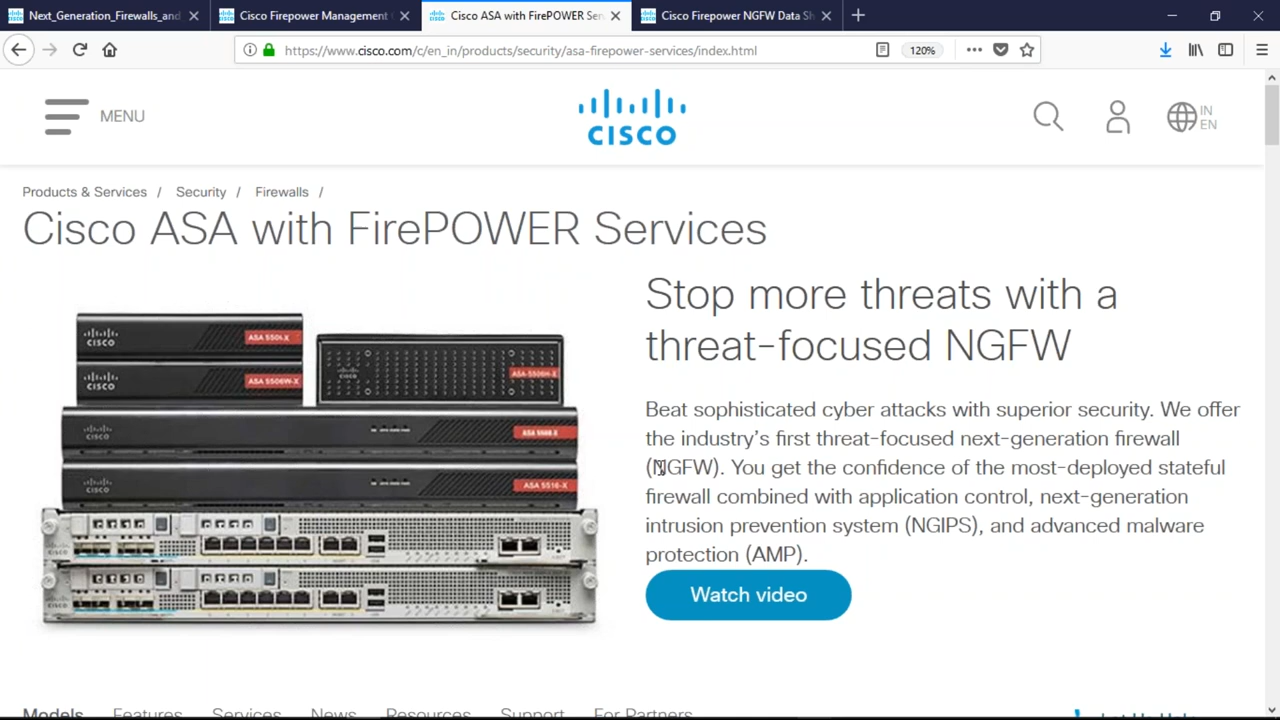 Next_Generation_Firewalls_and
Cisco Firepower Management
Cisco ASA with FirePOWER Ser
Cisco Firepower NGFW Data Sh
https://www.cisco.com/c/en_in/products/security/asa-firepower-services/index.html
120%
MENU
CISCO
IN
EN
Products & Services / Security / Firewalls /
Cisco ASA with FirePOWER Services
Stop more threats with a
threat-focused NGFW
CISCO
CISCO
ASA 5506W-X
CISCO
ASA-5506H-X
CISCO
ASA 5508-X
CISCO
ASA 5516-X
Beat sophisticated cyber attacks with superior security. We offer
the industry's first threat-focused next-generation firewall
(NGFW). You get the confidence of the most-deployed stateful
firewall combined with application control, next-generation
intrusion prevention system (NGIPS), and advanced malware
protection (AMP).
Watch video
Models Features Services News Resources Support For Partners